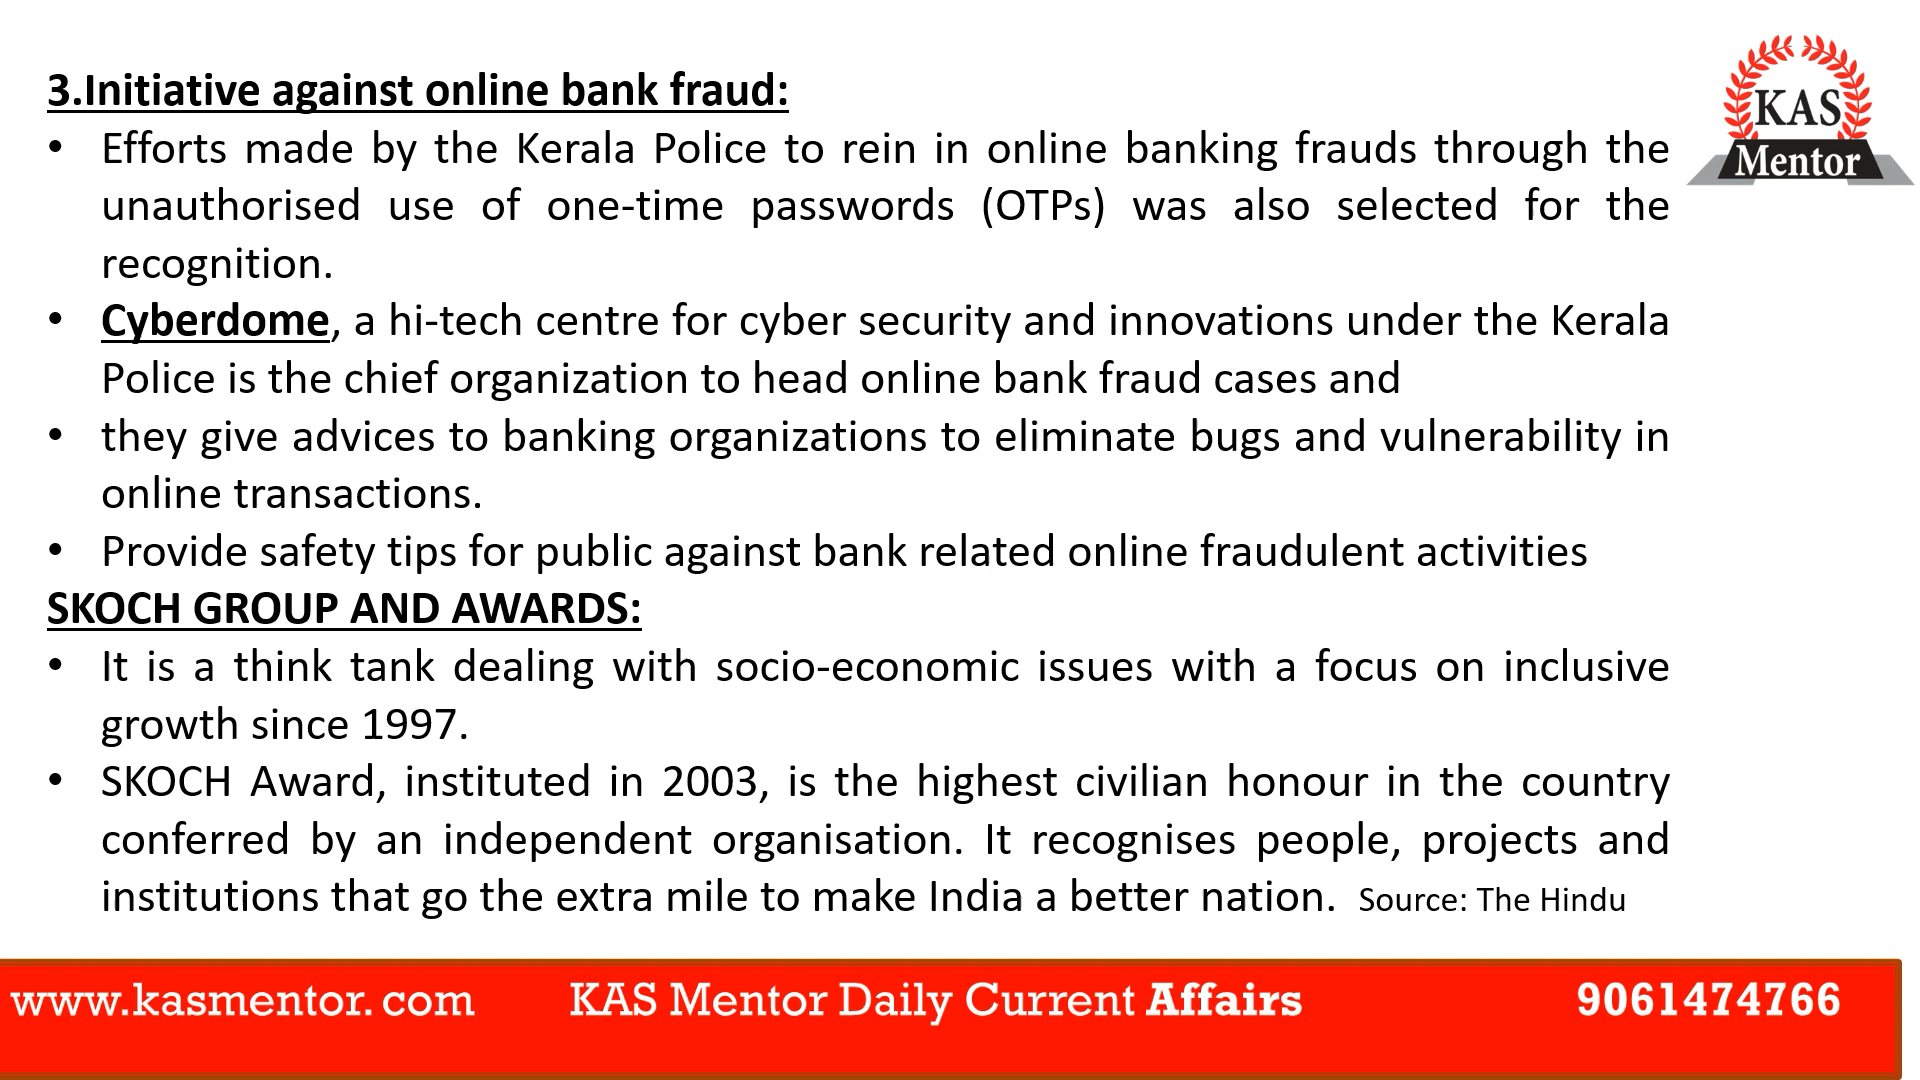 3.Initiative against online bank fraud:
• Efforts made by the Kerala Police to rein in online banking frauds through the
unauthorised use of one-time passwords (OTPs) was also selected for the
recognition.
• Cyberdome, a hi-tech centre for cyber security and innovations under the Kerala
Police is the chief organization to head online bank fraud cases and
• they give advices to banking organizations to eliminate bugs and vulnerability in
online transactions.
• Provide safety tips for public against bank related online fraudulent activities
SKOCH GROUP AND AWARDS:
• It is a think tank dealing with socio-economic issues with a focus on inclusive
growth since 1997.
• SKOCH Award, instituted in 2003, is the highest civilian honour in the country
conferred by an independent organisation. It recognises people, projects and
institutions that go the extra mile to make India a better nation. Source: The Hindu
KAS
Mentor
www.kasmentor. com KAS Mentor Daily Current Affairs 9061474766